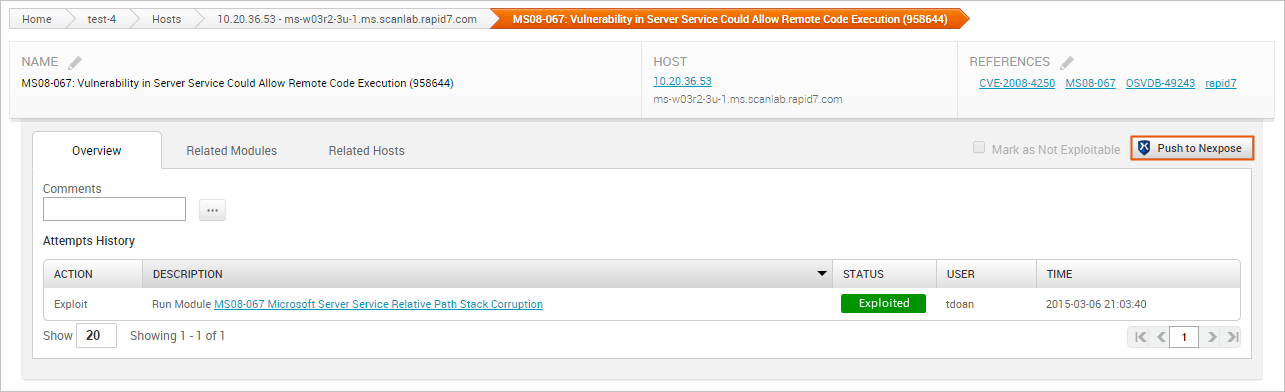 Home test-4 Hosts 10.20.36.53 - ms-w03r2-3u-1.ms.scanlab.rapid7.com MS08-067: Vulnerability in Server Service Could Allow Remote Code Execution (958644)
NAME HOST REFERENCES
MS08-067: Vulnerability in Server Service Could Allow Remote Code Execution (958644) 10.20.36.53 CVE-2008-4250 MS08-067 OSVDB-49243 rapid7
ms-w03r2-3u-1.ms.scanlab.rapid7.com
Overview Related Modules Related Hosts Mark as Not Exploitable Push to Nexpose
Comments
...
Attempts History
ACTION DESCRIPTION STATUS USER TIME
Exploit Run Module MS08-067 Microsoft Server Service Relative Path Stack Corruption Exploited tdoan 2015-03-06 21:03:40
Show 20 Showing 1 - 1 of 1 1